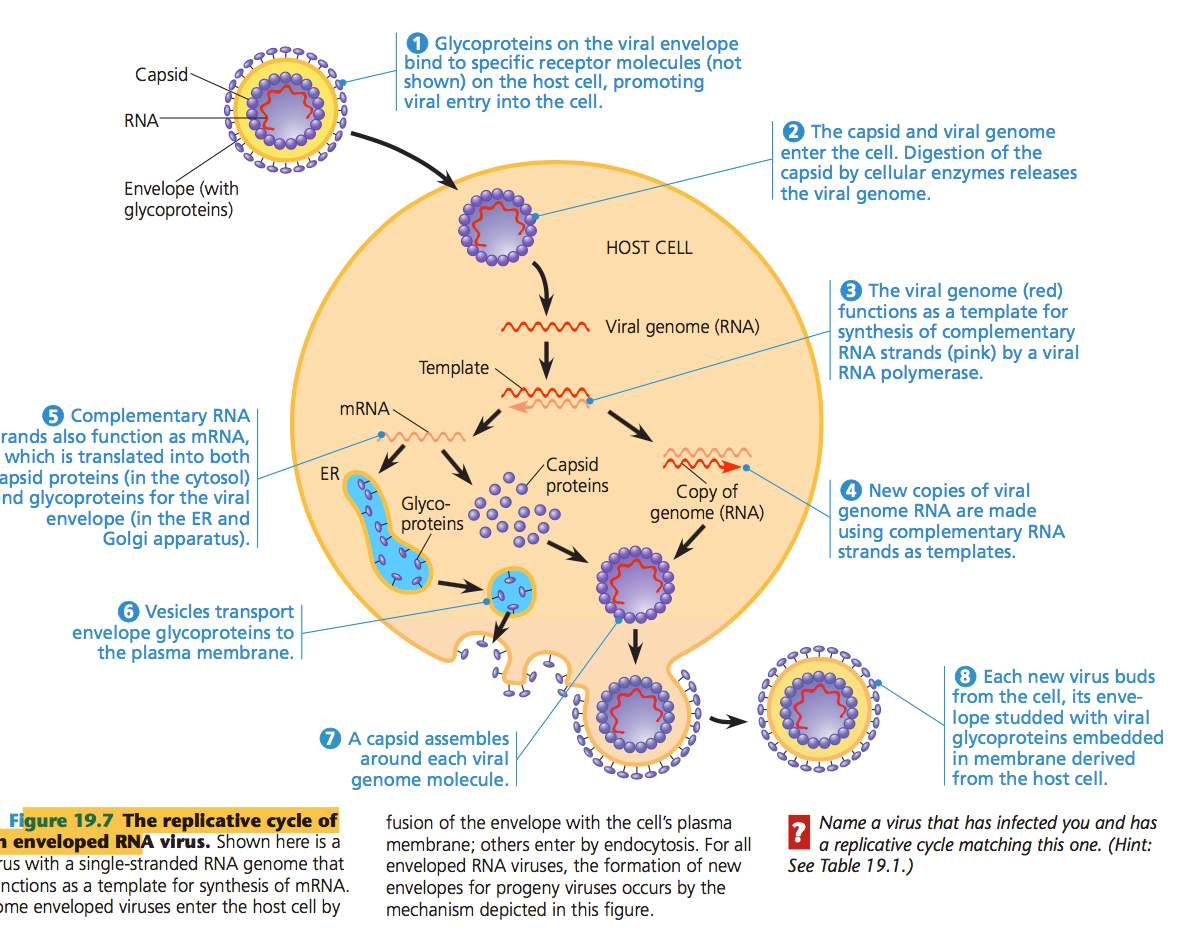 1 Glycoproteins on the viral envelope
bind to specific receptor molecules (not
shown) on the host cell, promoting
viral entry into the cell.
Capsid
RNA
Envelope (with
glycoproteins)
2 The capsid and viral genome
enter the cell. Digestion of the
capsid by cellular enzymes releases
the viral genome.
HOST CELL
3 The viral genome (red)
functions as a template for
synthesis of complementary
RNA strands (pink) by a viral
RNA polymerase.
Viral genome (RNA)
Template
mRNA
5 Complementary RNA
rands also function as mRNA,
which is translated into both
apsid proteins (in the cytosol)
nd glycoproteins for the viral
envelope (in the ER and
Golgi apparatus).
ER
Capsid
proteins
Glyco-
proteins
Copy of
genome (RNA)
4 New copies of viral
genome RNA are made
using complementary RNA
strands as templates.
6 Vesicles transport
envelope glycoproteins to
the plasma membrane.
7 A capsid assembles
around each viral
genome molecule.
8 Each new virus buds
from the cell, its enve-
lope studded with viral
glycoproteins embedded
in membrane derived
from the host cell.
Figure 19.7 The replicative cycle of
n enveloped RNA virus. Shown here is a
rus with a single-stranded RNA genome that
nctions as a template for synthesis of mRNA.
ome enveloped viruses enter the host cell by
fusion of the envelope with the cell's plasma
membrane; others enter by endocytosis. For all
enveloped RNA viruses, the formation of new
envelopes for progeny viruses occurs by the
mechanism depicted in this figure.
? Name a virus that has infected you and has
a replicative cycle matching this one. (Hint:
See Table 19.1.)